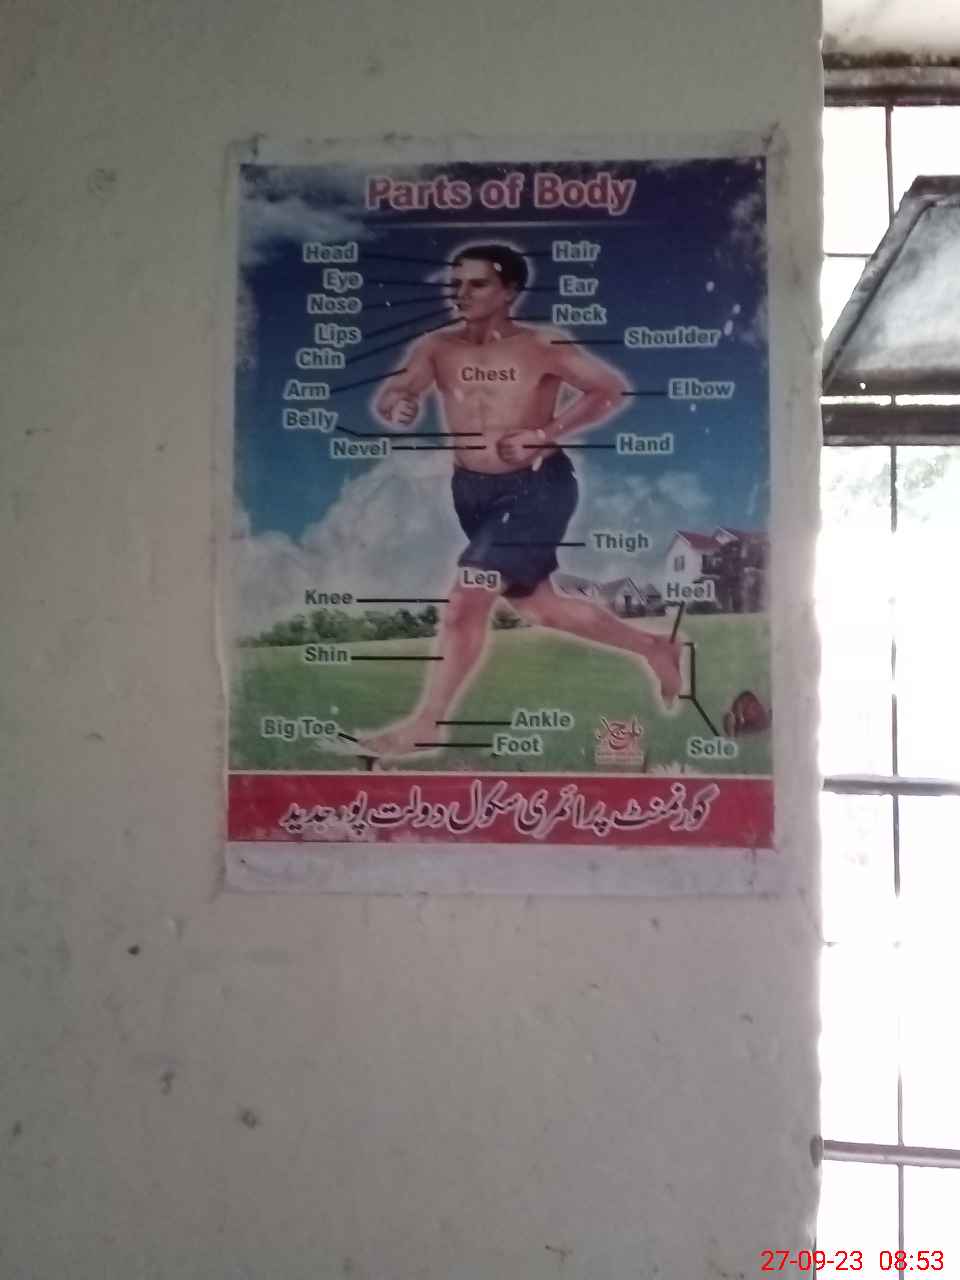 Parts of Body
Head
Hair
Eye
Ear
Nose
Neck
Lips
Shoulder
Chin
Chest
Arm
Elbow
Belly
Nevel
Hand
Thigh
Leg
Heel
Knee
Shin
Big Toe
Ankle
Foot
Sole
گورنمنٹ پرائمری سکول دولت پور جدید
27-09-23 08:53